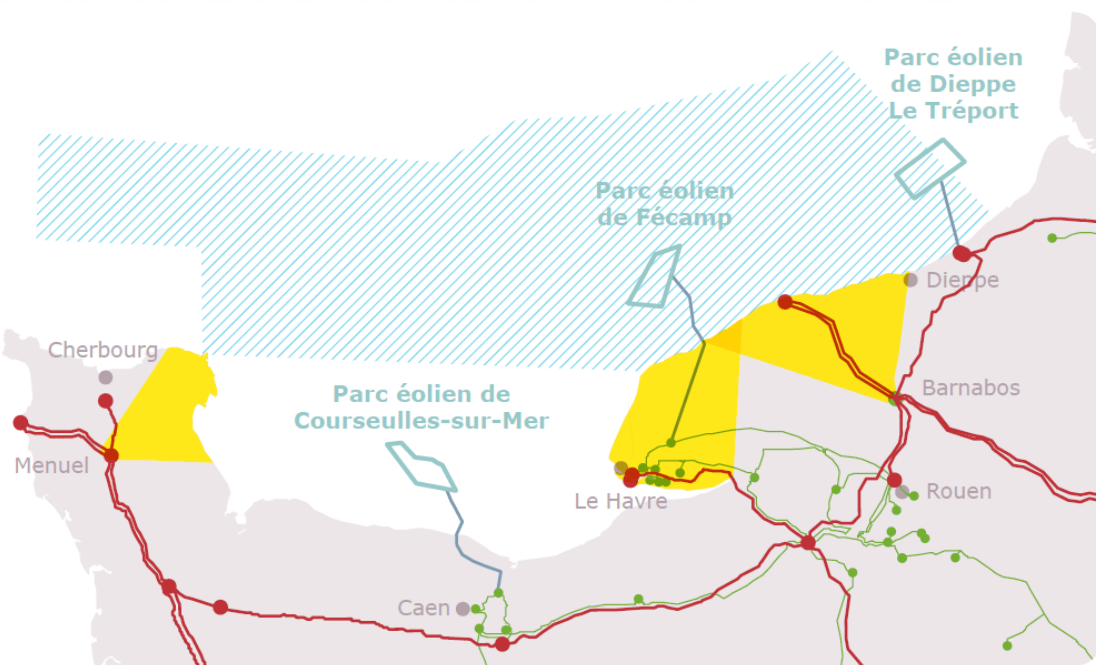 Parc éolien
de Dieppe
Le Tréport
Parc éolien
de Fécamp
Dieppe
Cherbourg
Parc éolien de
Courseulles-sur-Mer
Barnabos
Menuel
Le Havre
Rouen
Caen